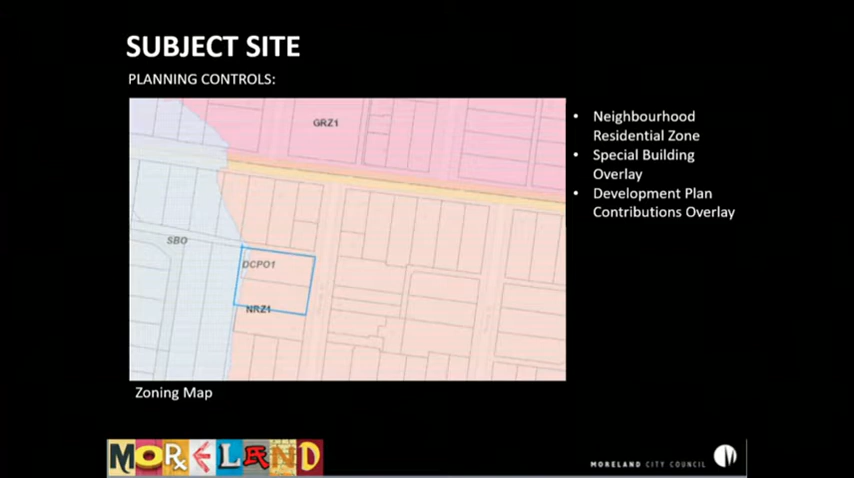 SUBJECT SITE
PLANNING CONTROLS:
GRZ1
SBO
DCPO1
NRZ1
Zoning Map
• Neighbourhood
Residential Zone
• Special Building
Overlay
• Development Plan
Contributions Overlay
MORELAND
MORELAND CITY COUNCIL